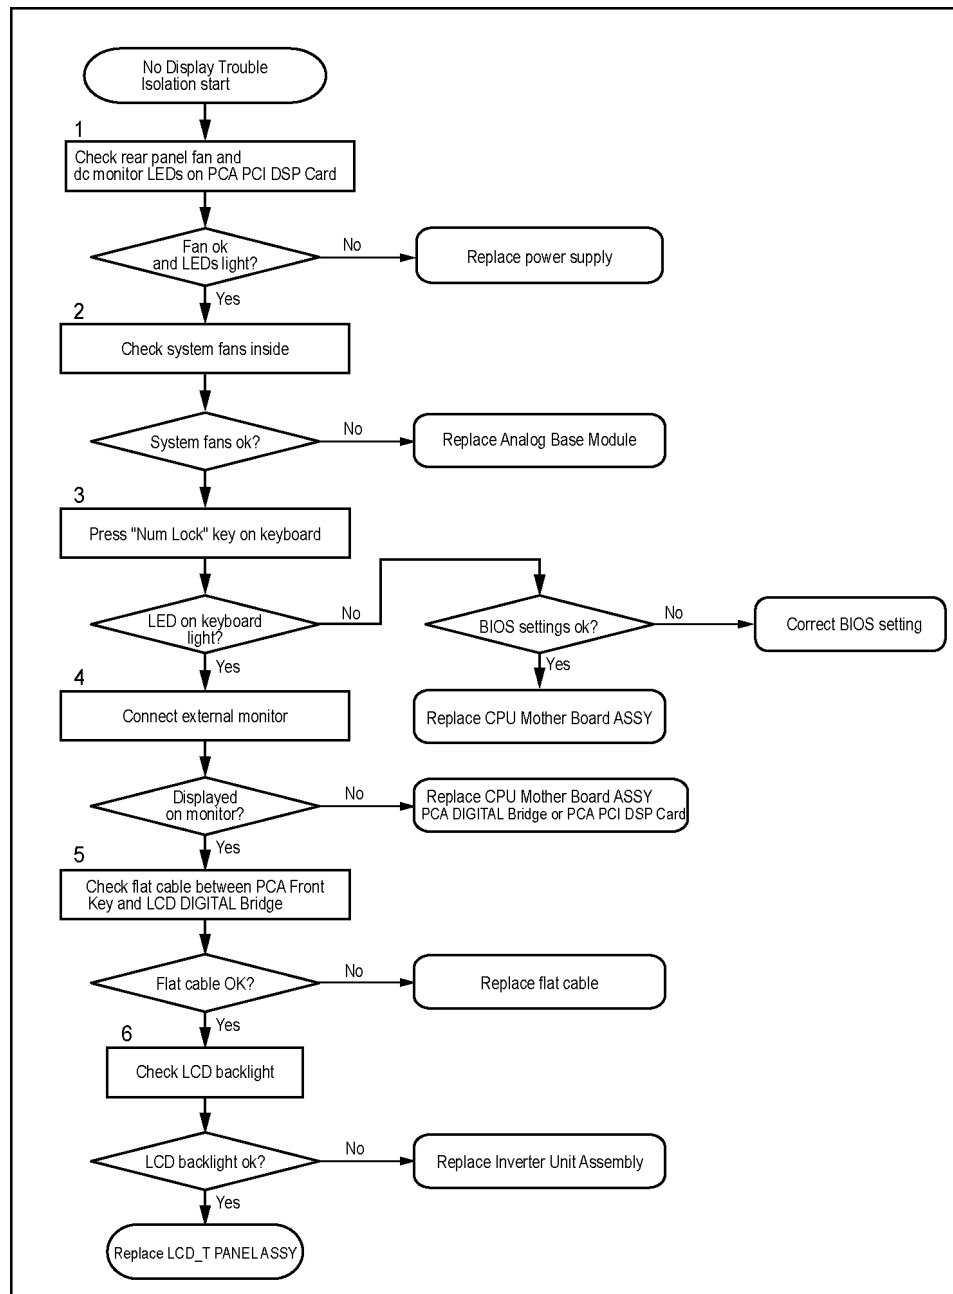 No Display Trouble
Isolation start
1
Check rear panel fan and
dc monitor LEDs on PCA PCI DSP Card
Fan ok
and LEDs light?
No
Replace power supply
Yes
2
Check system fans inside
System fans ok?
No
Replace Analog Base Module
3
Press "Num Lock" key on keyboard
LED on keyboard
light?
No
BIOS settings ok?
No
Correct BIOS setting
Yes
Yes
Replace CPU Mother Board ASSY
4
Connect external monitor
Displayed
on monitor?
No
Replace CPU Mother Board ASSY
PCA DIGITAL Bridge or PCA PCI DSP Card
Yes
5
Check flat cable between PCA Front
Key and LCD DIGITAL Bridge
Flat cable OK?
No
Replace flat cable
Yes
6
Check LCD backlight
LCD backlight ok?
No
Replace Inverter Unit Assembly
Yes
Replace LCD_T PANEL ASSY